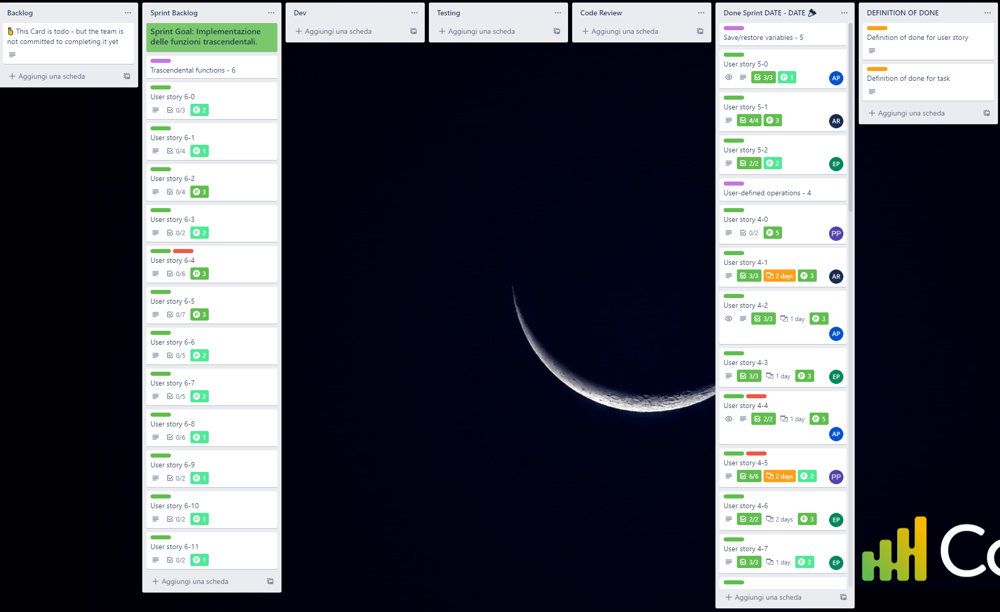 Backlog
This Card is todo - but the team is
not committed to completing it yet
Aggiungi una scheda
Sprint Backlog
Sprint Goal: Implementazione
delle funzioni trascendentali.
Trascendental functions - 6
User story 6-0
0/3 P 2
User story 6-1
0/4 P 1
User story 6-2
0/4 P 3
User story 6-3
0/2 P 2
User story 6-4
0/6 P 3
User story 6-5
0/7 P 3
User story 6-6
0/5 P 2
User story 6-7
0/5 P 2
User story 6-8
0/6 P 1
User story 6-9
0/2 P 1
User story 6-10
0/2 P 1
User story 6-11
0/2 P 1
Aggiungi una scheda
Dev
Aggiungi una scheda
Testing
Aggiungi una scheda
Code Review
Aggiungi una scheda
Done Sprint DATE - DATE
Save/restore variables - 5
User story 5-0
3/3 P 1 AP
User story 5-1
4/4 P 3 AR
User story 5-2
2/2 P 2 EP
User-defined operations - 4
User story 4-0
0/2 P 5 PP
User story 4-1
3/3 2 days P 3 AR
User story 4-2
3/3 1 day P 3
AP
User story 4-3
3/3 1 day P 3 EP
User story 4-4
2/2 1 day P 5
AP
User story 4-5
6/6 2 days P 2 PP
User story 4-6
2/2 2 days P 3 EP
User story 4-7
3/3 1 day P 2 EP
Aggiungi una scheda
DEFINITION OF DONE
Definition of done for user story
Definition of done for task
Aggiungi una scheda